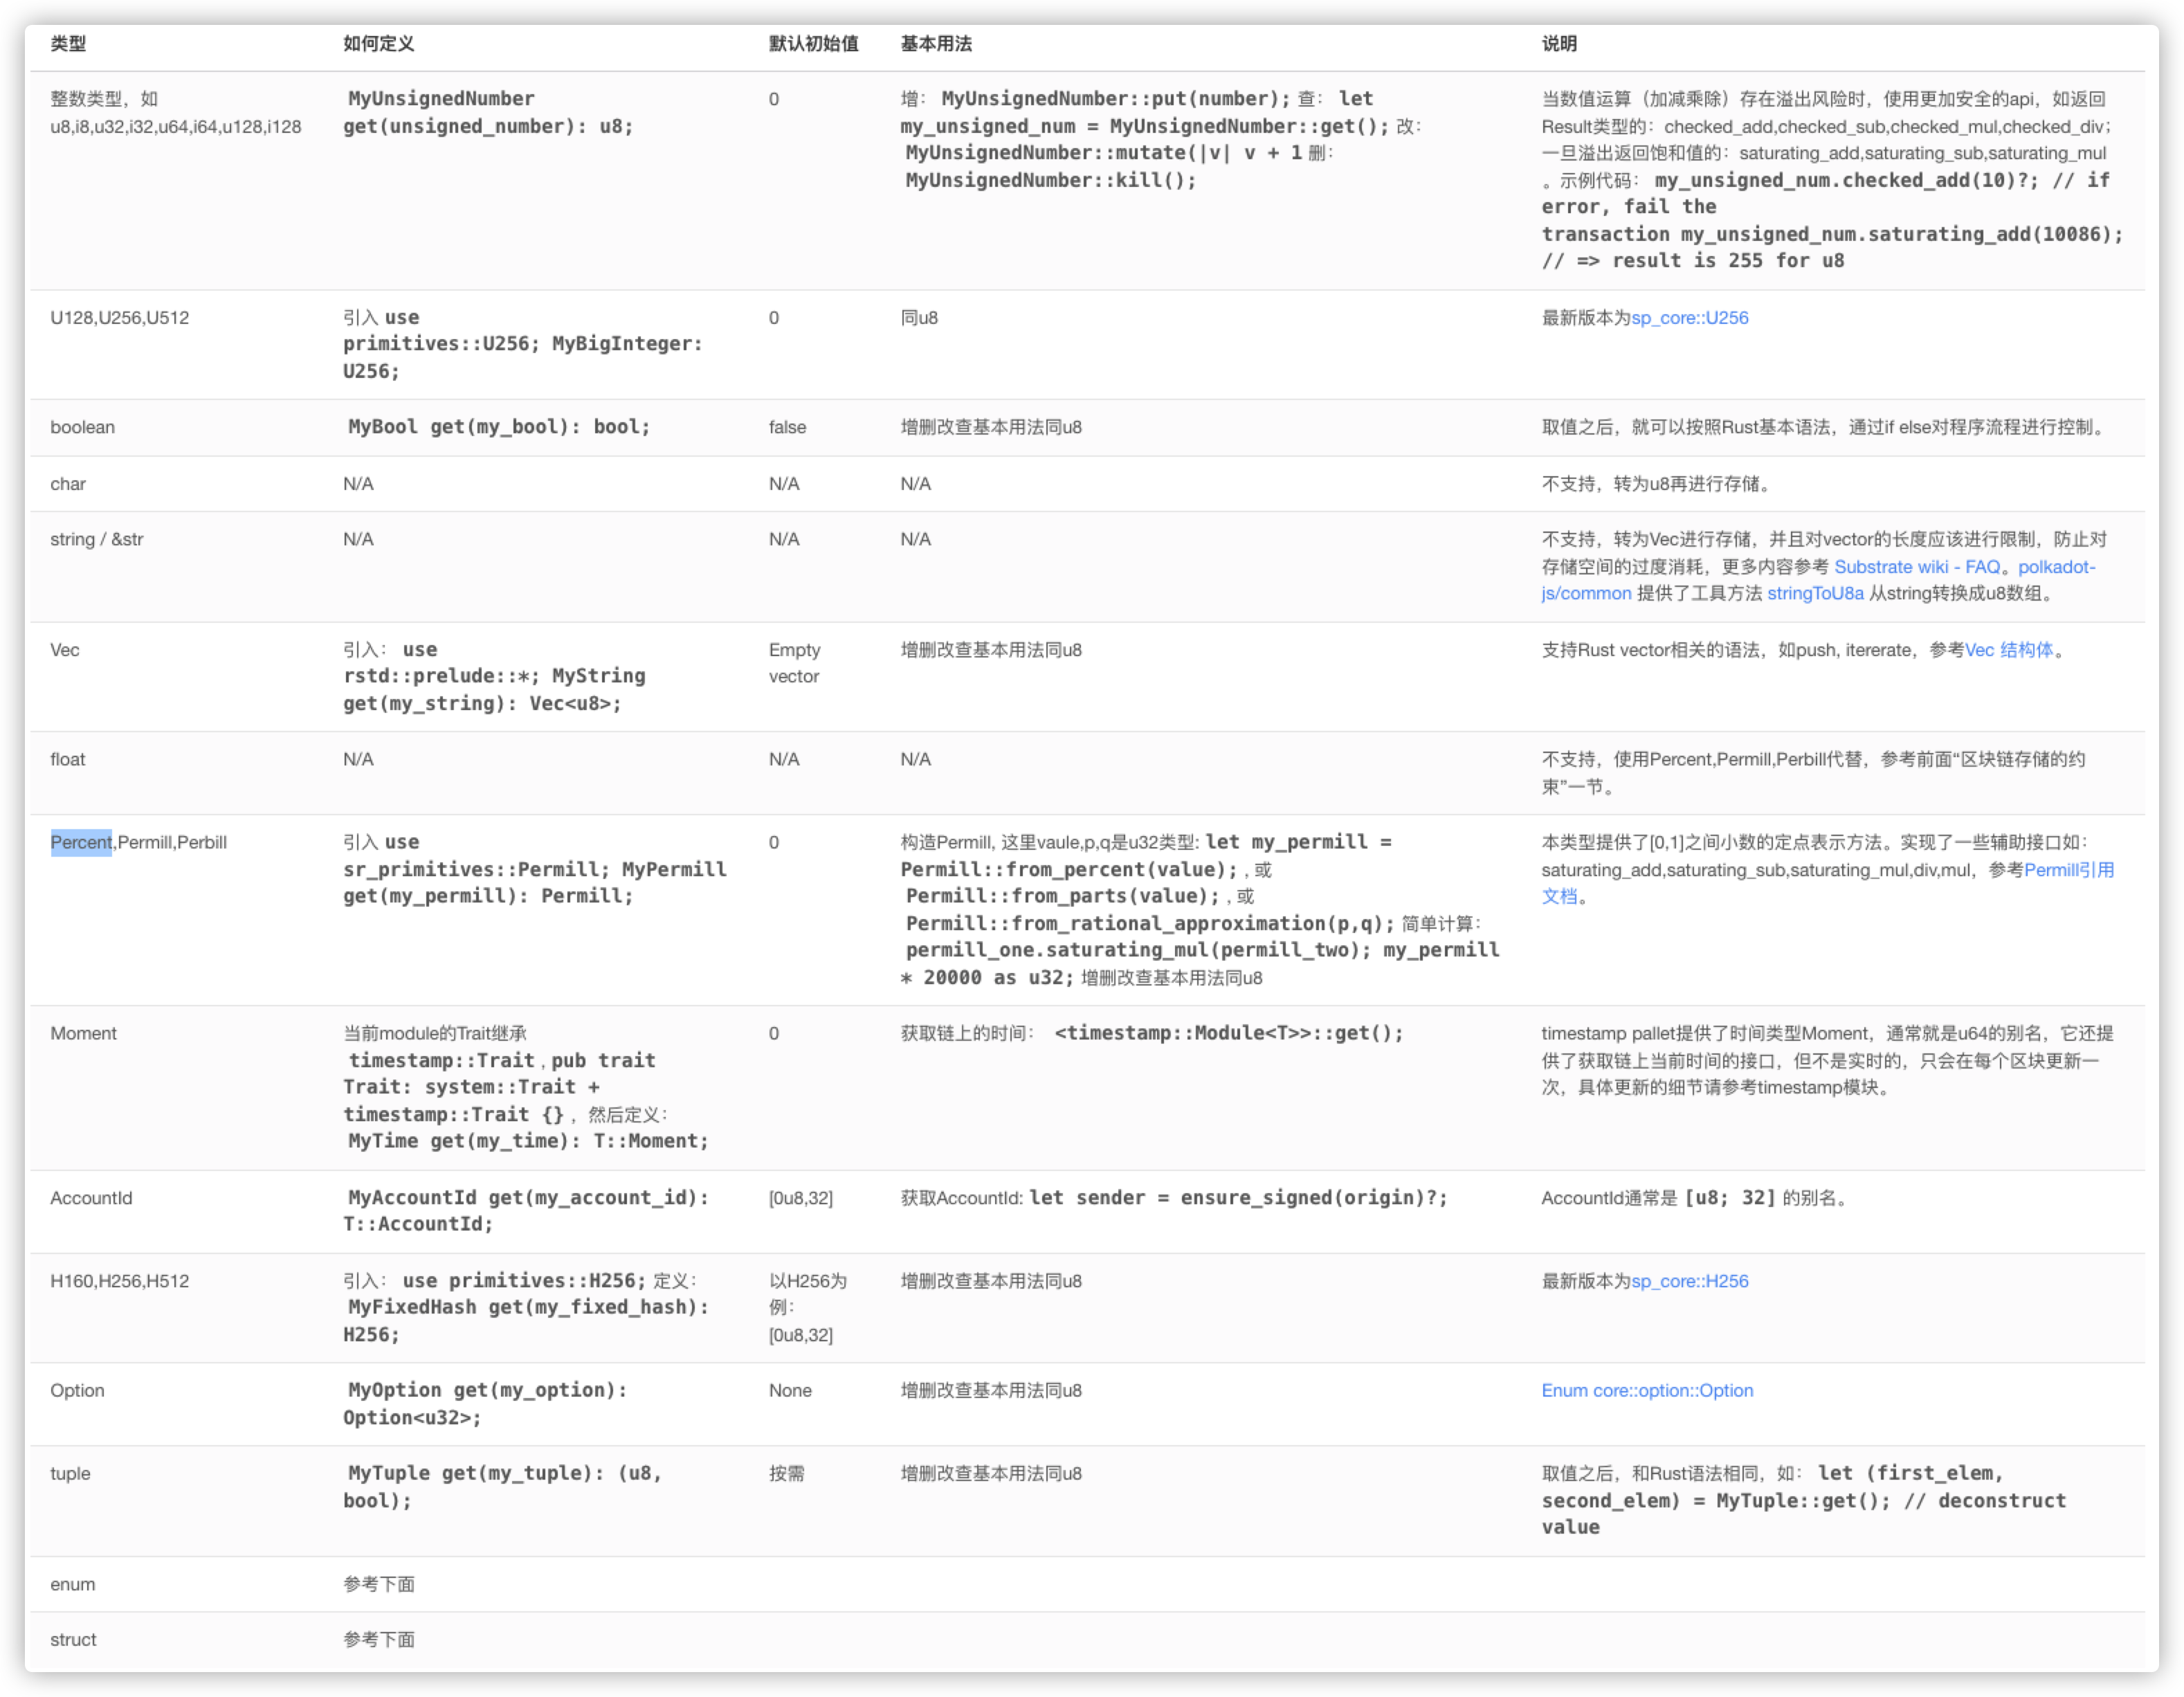 类型 如何定义 默认初始值 基本用法 说明
整数类型，如
u8,i8,u32,i32,u64,i64,u128,i128
MyUnsignedNumber
get(unsigned_number): u8;
0
增： MyUnsignedNumber::put(number); 查： let
my_unsigned_num = MyUnsignedNumber::get(); 改：
MyUnsignedNumber::mutate(|v| v + 1 删：
MyUnsignedNumber::kill();
当数值运算（加减乘除）存在溢出风险时，使用更加安全的api，如返回
Result类型的：checked_add,checked_sub,checked_mul,checked_div；
一旦溢出返回饱和值的：saturating_add,saturating_sub,saturating_mul
。示例代码： my_unsigned_num.checked_add(10)?; // if
error, fail the
transaction my_unsigned_num.saturating_add(10086);
// => result is 255 for u8
U128,U256,U512
引入 use
primitives::U256; MyBigInteger:
U256;
0
同u8
最新版本为sp_core::U256
boolean
MyBool get(my_bool): bool;
false
增删改查基本用法同u8
取值之后，就可以按照Rust基本语法，通过if else对程序流程进行控制。
char
N/A
N/A
N/A
不支持，转为u8再进行存储。
string / &str
N/A
N/A
N/A
不支持，转为Vec进行存储，并且对vector的长度应该进行限制，防止对
存储空间的过度消耗，更多内容参考 Substrate wiki - FAQ。polkadot-
js/common 提供了工具方法 stringToU8a 从string转换成u8数组。
Vec
引入： use
rstd::prelude::*; MyString
get(my_string): Vec<u8>;
Empty
vector
增删改查基本用法同u8
支持Rust vector相关的语法，如push, itererate，参考Vec 结构体。
float
N/A
N/A
N/A
不支持，使用Percent,Permill,Perbill代替，参考前面“区块链存储的约
束”一节。
Percent,Permill,Perbill
引入 use
sr_primitives::Permill; MyPermill
get(my_permill): Permill;
0
构造Permill, 这里vaule,p,q是u32类型: let my_permill =
Permill::from_percent(value); , 或
Permill::from_parts(value); , 或
Permill::from_rational_approximation(p,q); 简单计算：
permill_one.saturating_mul(permill_two); my_permill
* 20000 as u32; 增删改查基本用法同u8
本类型提供了[0,1]之间小数的定点表示方法。实现了一些辅助接口如：
saturating_add,saturating_sub,saturating_mul,div,mul，参考Permill引用
文档。
Moment
当前module的Trait继承
timestamp::Trait , pub trait
Trait: system::Trait +
timestamp::Trait {} ，然后定义：
MyTime get(my_time): T::Moment;
0
获取链上的时间： <timestamp::Module<T>>::get();
timestamp pallet提供了时间类型Moment，通常就是u64的别名，它还提
供了获取链上当前时间的接口，但不是实时的，只会在每个区块更新一
次，具体更新的细节请参考timestamp模块。
AccountId
MyAccountId get(my_account_id):
T::AccountId;
[0u8,32]
获取AccountId: let sender = ensure_signed(origin)?;
AccountId通常是 [u8; 32] 的别名。
H160,H256,H512
引入： use primitives::H256; 定义：
MyFixedHash get(my_fixed_hash):
H256;
以H256为
例：
[0u8,32]
增删改查基本用法同u8
最新版本为sp_core::H256
Option
MyOption get(my_option):
Option<u32>;
None
增删改查基本用法同u8
Enum core::option::Option
tuple
MyTuple get(my_tuple): (u8,
bool);
按需
增删改查基本用法同u8
取值之后，和Rust语法相同，如： let (first_elem,
second_elem) = MyTuple::get(); // deconstruct
value
enum
参考下面
struct
参考下面